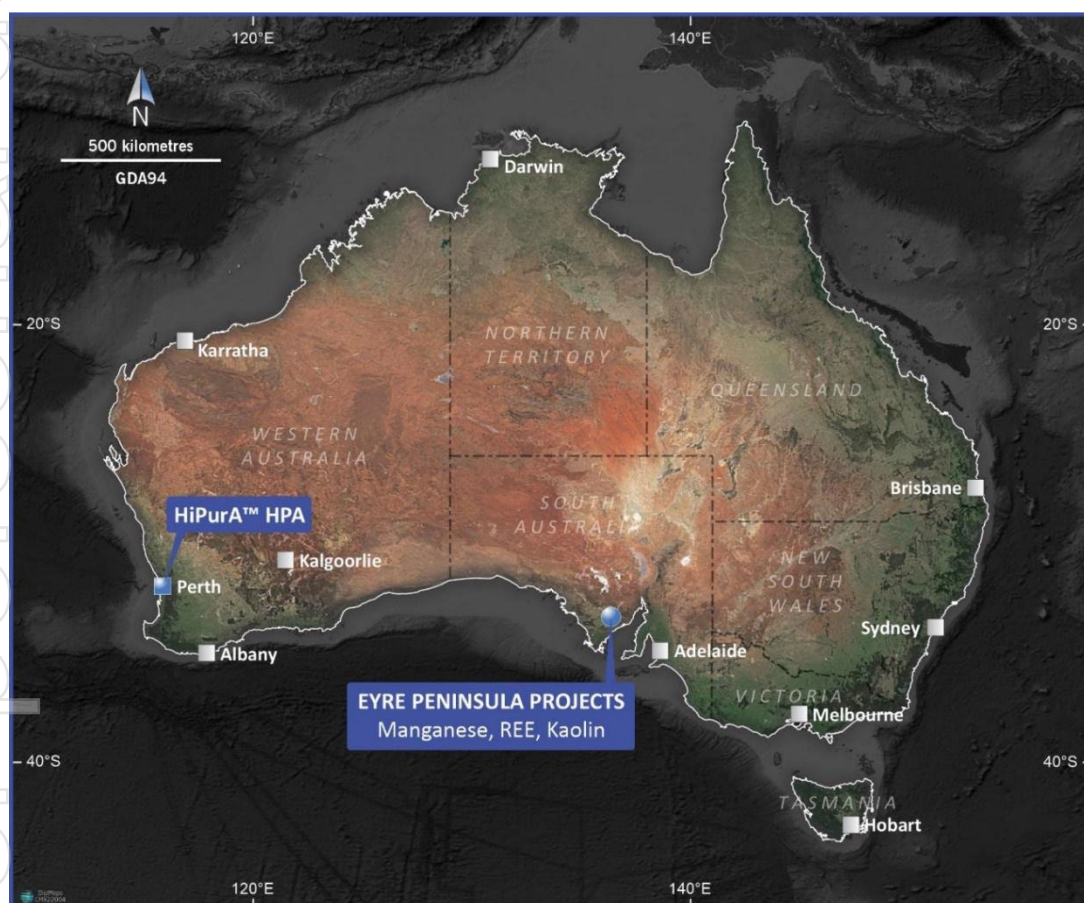 120°E
140°E
N
500 kilometres
GDA94
Darwin
20°S
20°S
Karratha
NORTHERN
TERRITORY
QUEENSLAND
WESTERN
AUSTRALIA
SOUTH
AUSTRALIA
Brisbane
HiPurA™ HPA
Kalgoorlie
Perth
NEW
SOUTH
WALES
Sydney
Albany
Adelaide
EYRE PENINSULA PROJECTS
Manganese, REE, Kaolin
VICTORIA
Melbourne
40°S
40°S
TASMANIA
Hobart
120°E
140°E